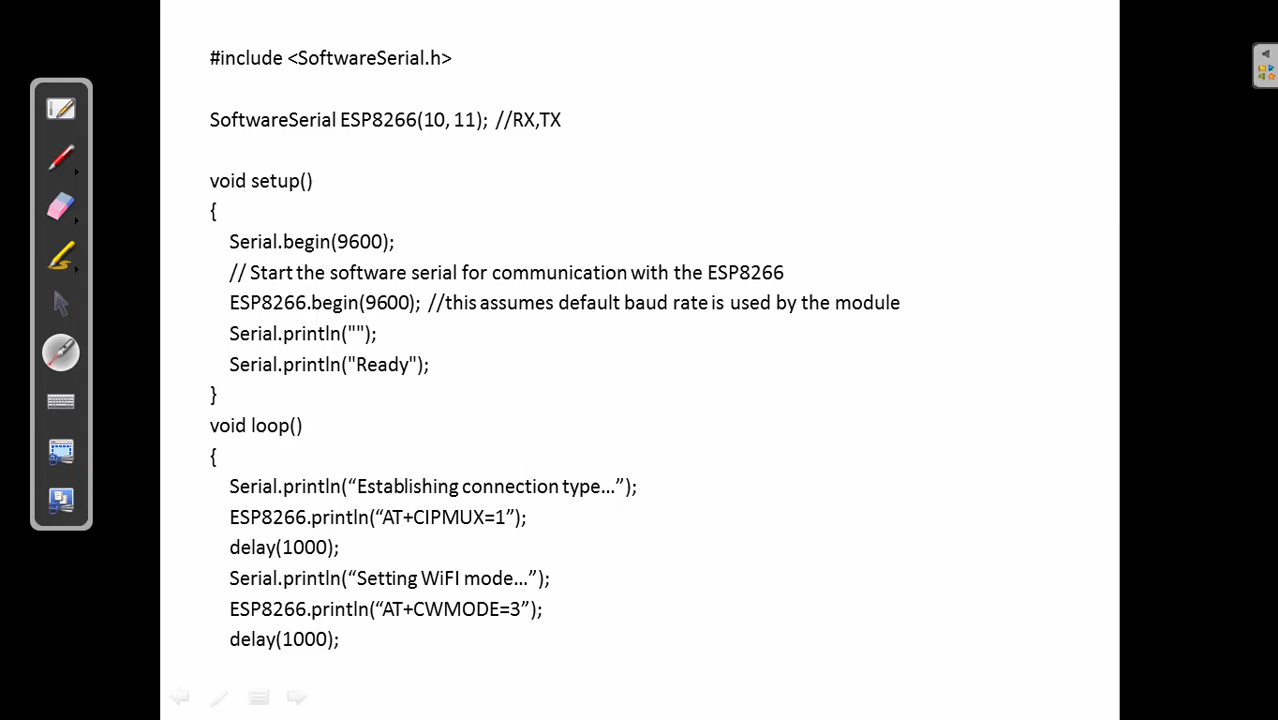 #include <SoftwareSerial.h>
SoftwareSerial ESP8266(10, 11); //RX,TX
void setup()
{
Serial.begin(9600);
// Start the software serial for communication with the ESP8266
ESP8266.begin(9600); //this assumes default baud rate is used by the module
Serial.println("");
Serial.println("Ready");
}
void loop()
{
Serial.println(“Establishing connection type...”);
ESP8266.println(“AT+CIPMUX=1”);
delay(1000);
Serial.println(“Setting WiFI mode...”);
ESP8266.println(“AT+CWMODE=3”);
delay(1000);